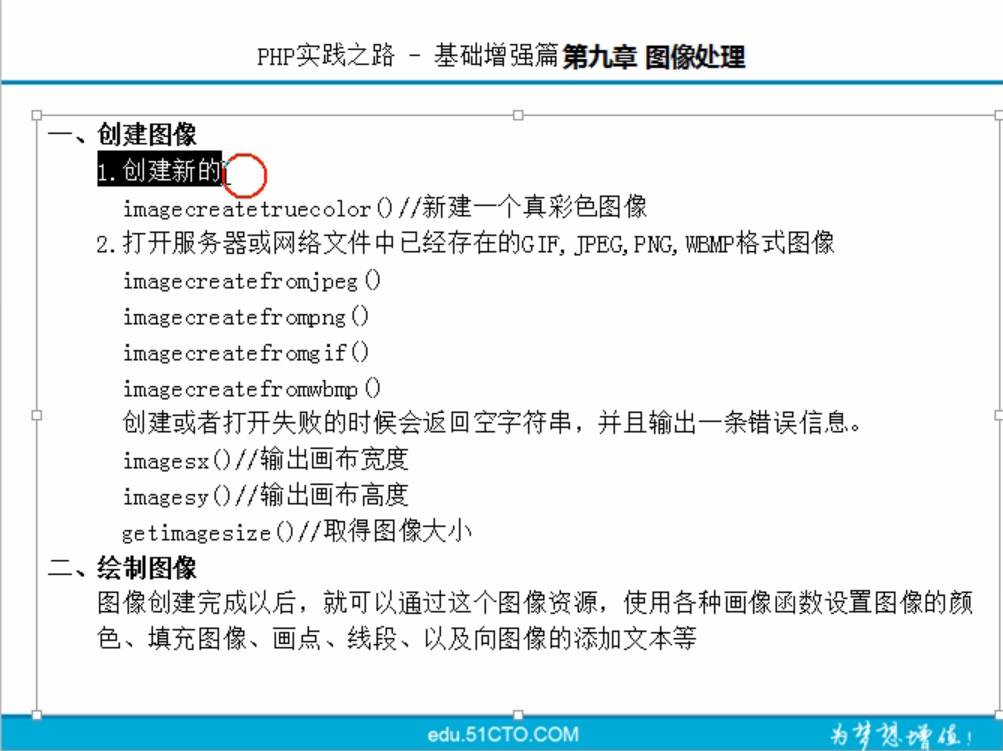 PHP实践之路 - 基础增强篇 第九章 图像处理
一、创建图像
1.创建新的
imagecreatetruecolor()//新建一个真彩色图像
2.打开服务器或网络文件中已经存在的GIF,JPEG,PNG,WBMP格式图像
imagecreatefromjpeg()
imagecreatefrompng()
imagecreatefromgif()
imagecreatefromwbmp()
创建或者打开失败的时候会返回空字符串，并且输出一条错误信息。
imagesx()//输出画布宽度
imagesy()//输出画布高度
getimagesize()//取得图像大小
二、绘制图像
图像创建完成以后，就可以通过这个图像资源，使用各种画像函数设置图像的颜
色、填充图像、画点、线段、以及向图像的添加文本等
edu.51CTO.COM
为梦想增值!